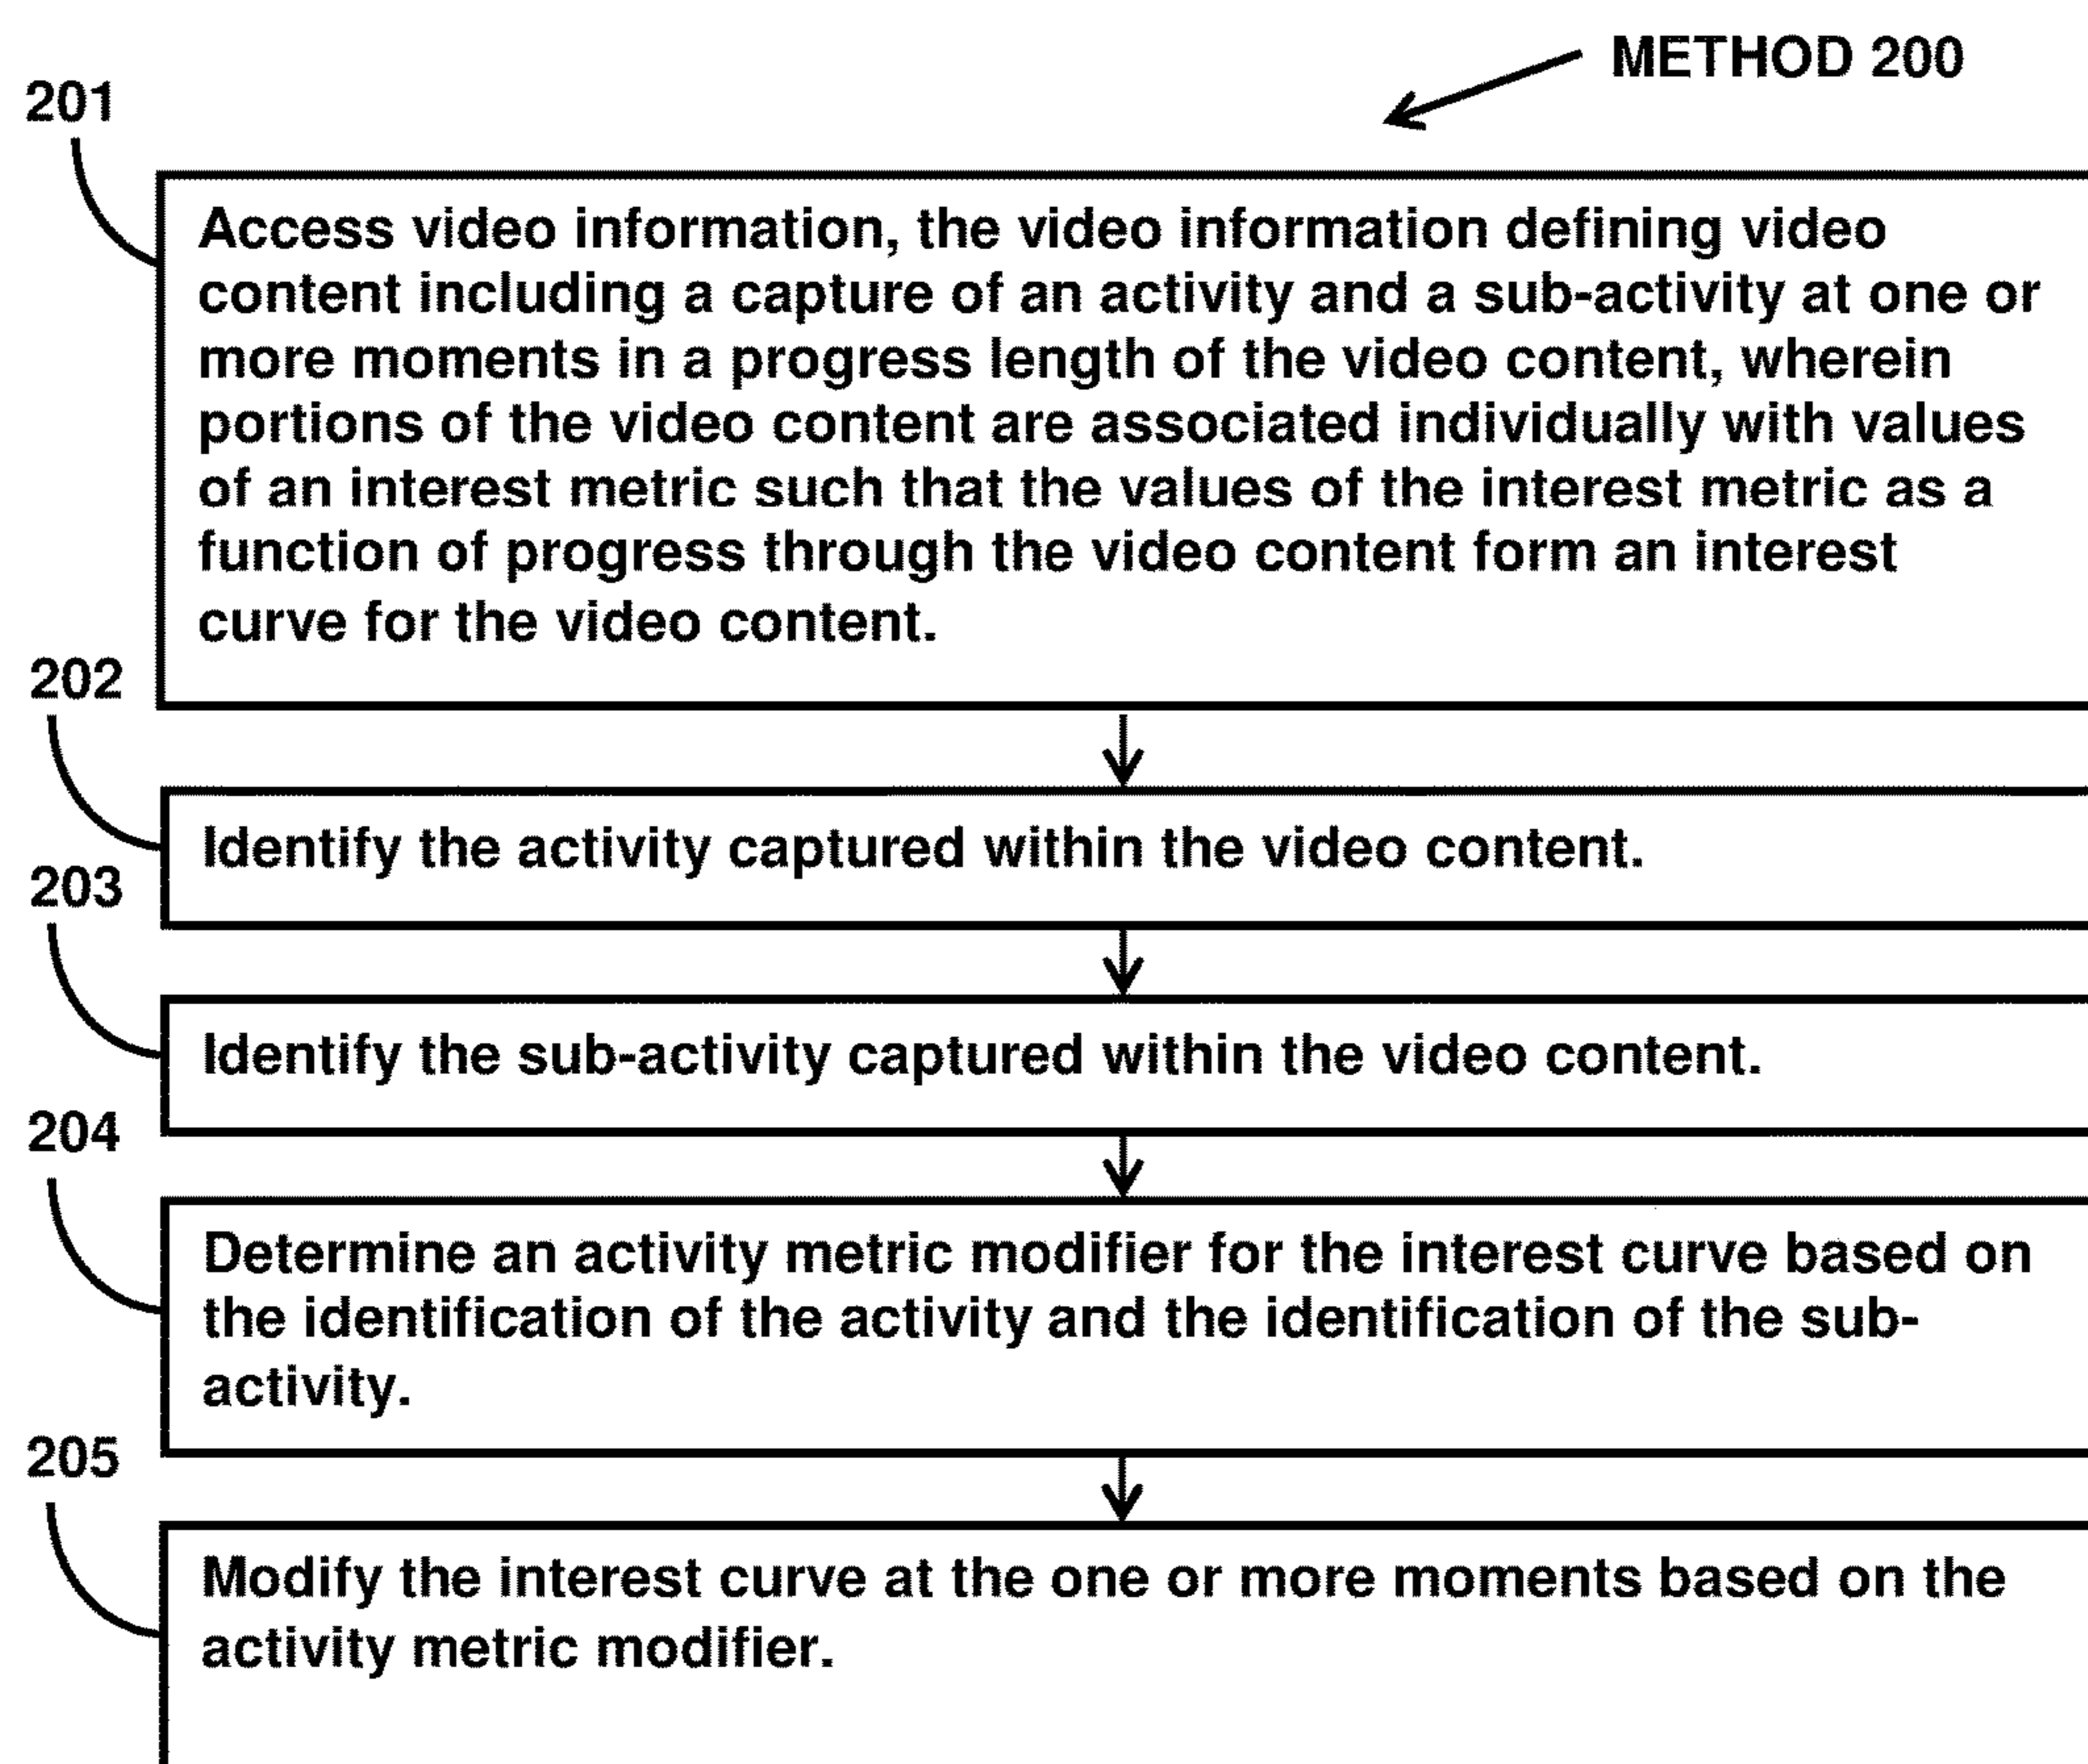 METHOD 200
201
Access video information, the video information defining video
content including a capture of an activity and a sub-activity at one or
more moments in a progress length of the video content, wherein
portions of the video content are associated individually with values
of an interest metric such that the values of the interest metric as a
function of progress through the video content form an interest
curve for the video content.
202
Identify the activity captured within the video content.
203
Identify the sub-activity captured within the video content.
204
Determine an activity metric modifier for the interest curve based on
the identification of the activity and the identification of the sub-
activity.
205
Modify the interest curve at the one or more moments based on the
activity metric modifier.